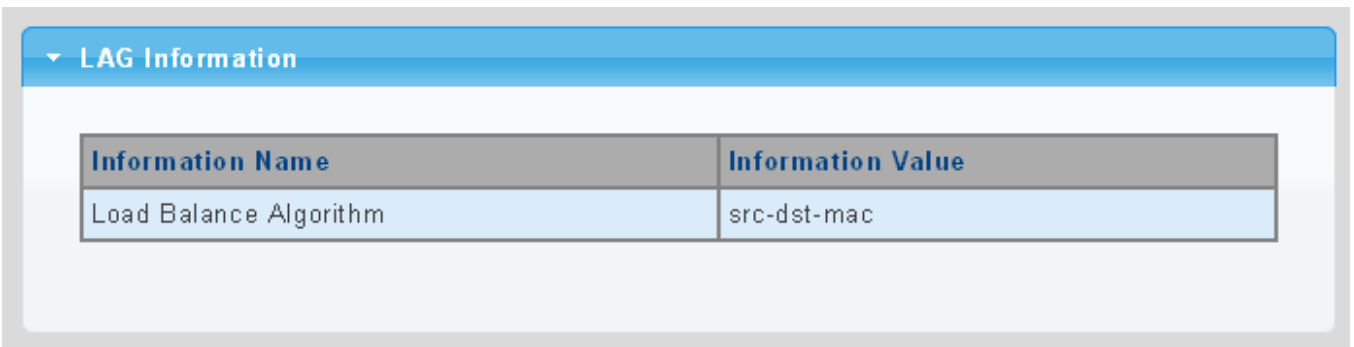 LAG Information
Information Name Information Value
Load Balance Algorithm src-dst-mac